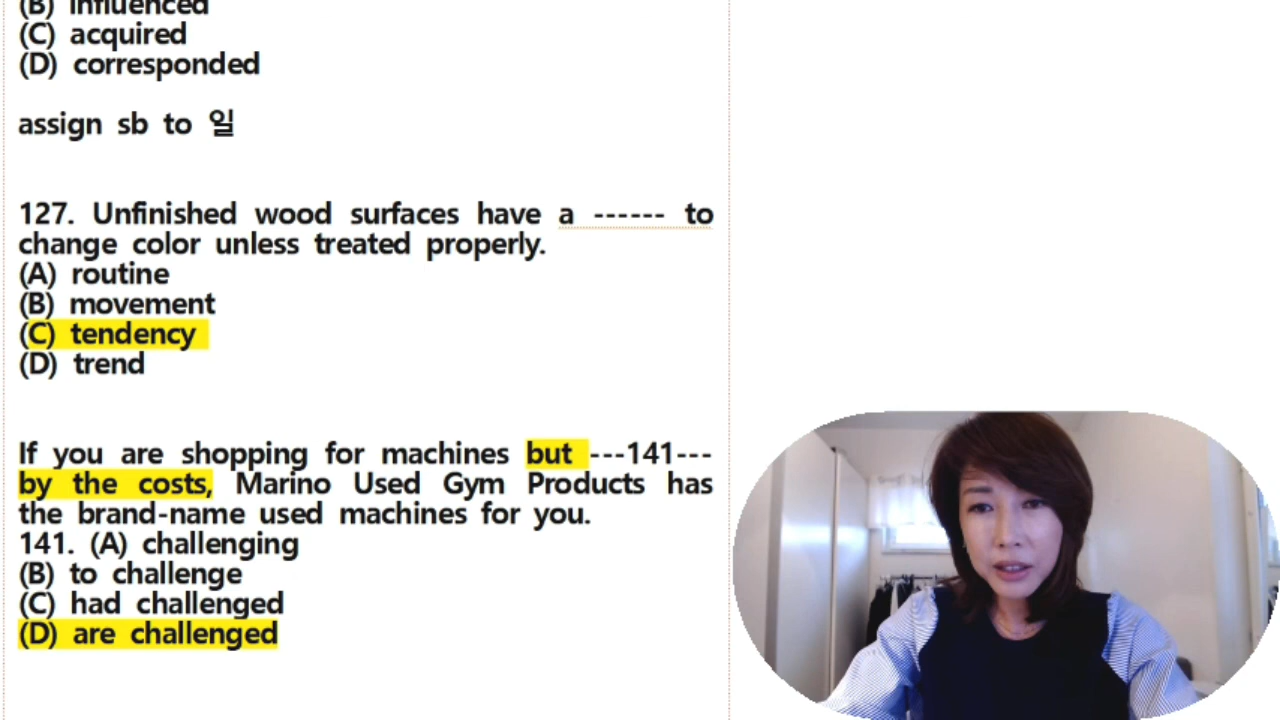 (B) influenced
(C) acquired
(D) corresponded
assign sb to 일
127. Unfinished wood surfaces have a ------ to
change color unless treated properly.
(A) routine
(B) movement
(C) tendency
(D) trend
If you are shopping for machines but ---141---
by the costs, Marino Used Gym Products has
the brand-name used machines for you.
141. (A) challenging
(B) to challenge
(C) had challenged
(D) are challenged